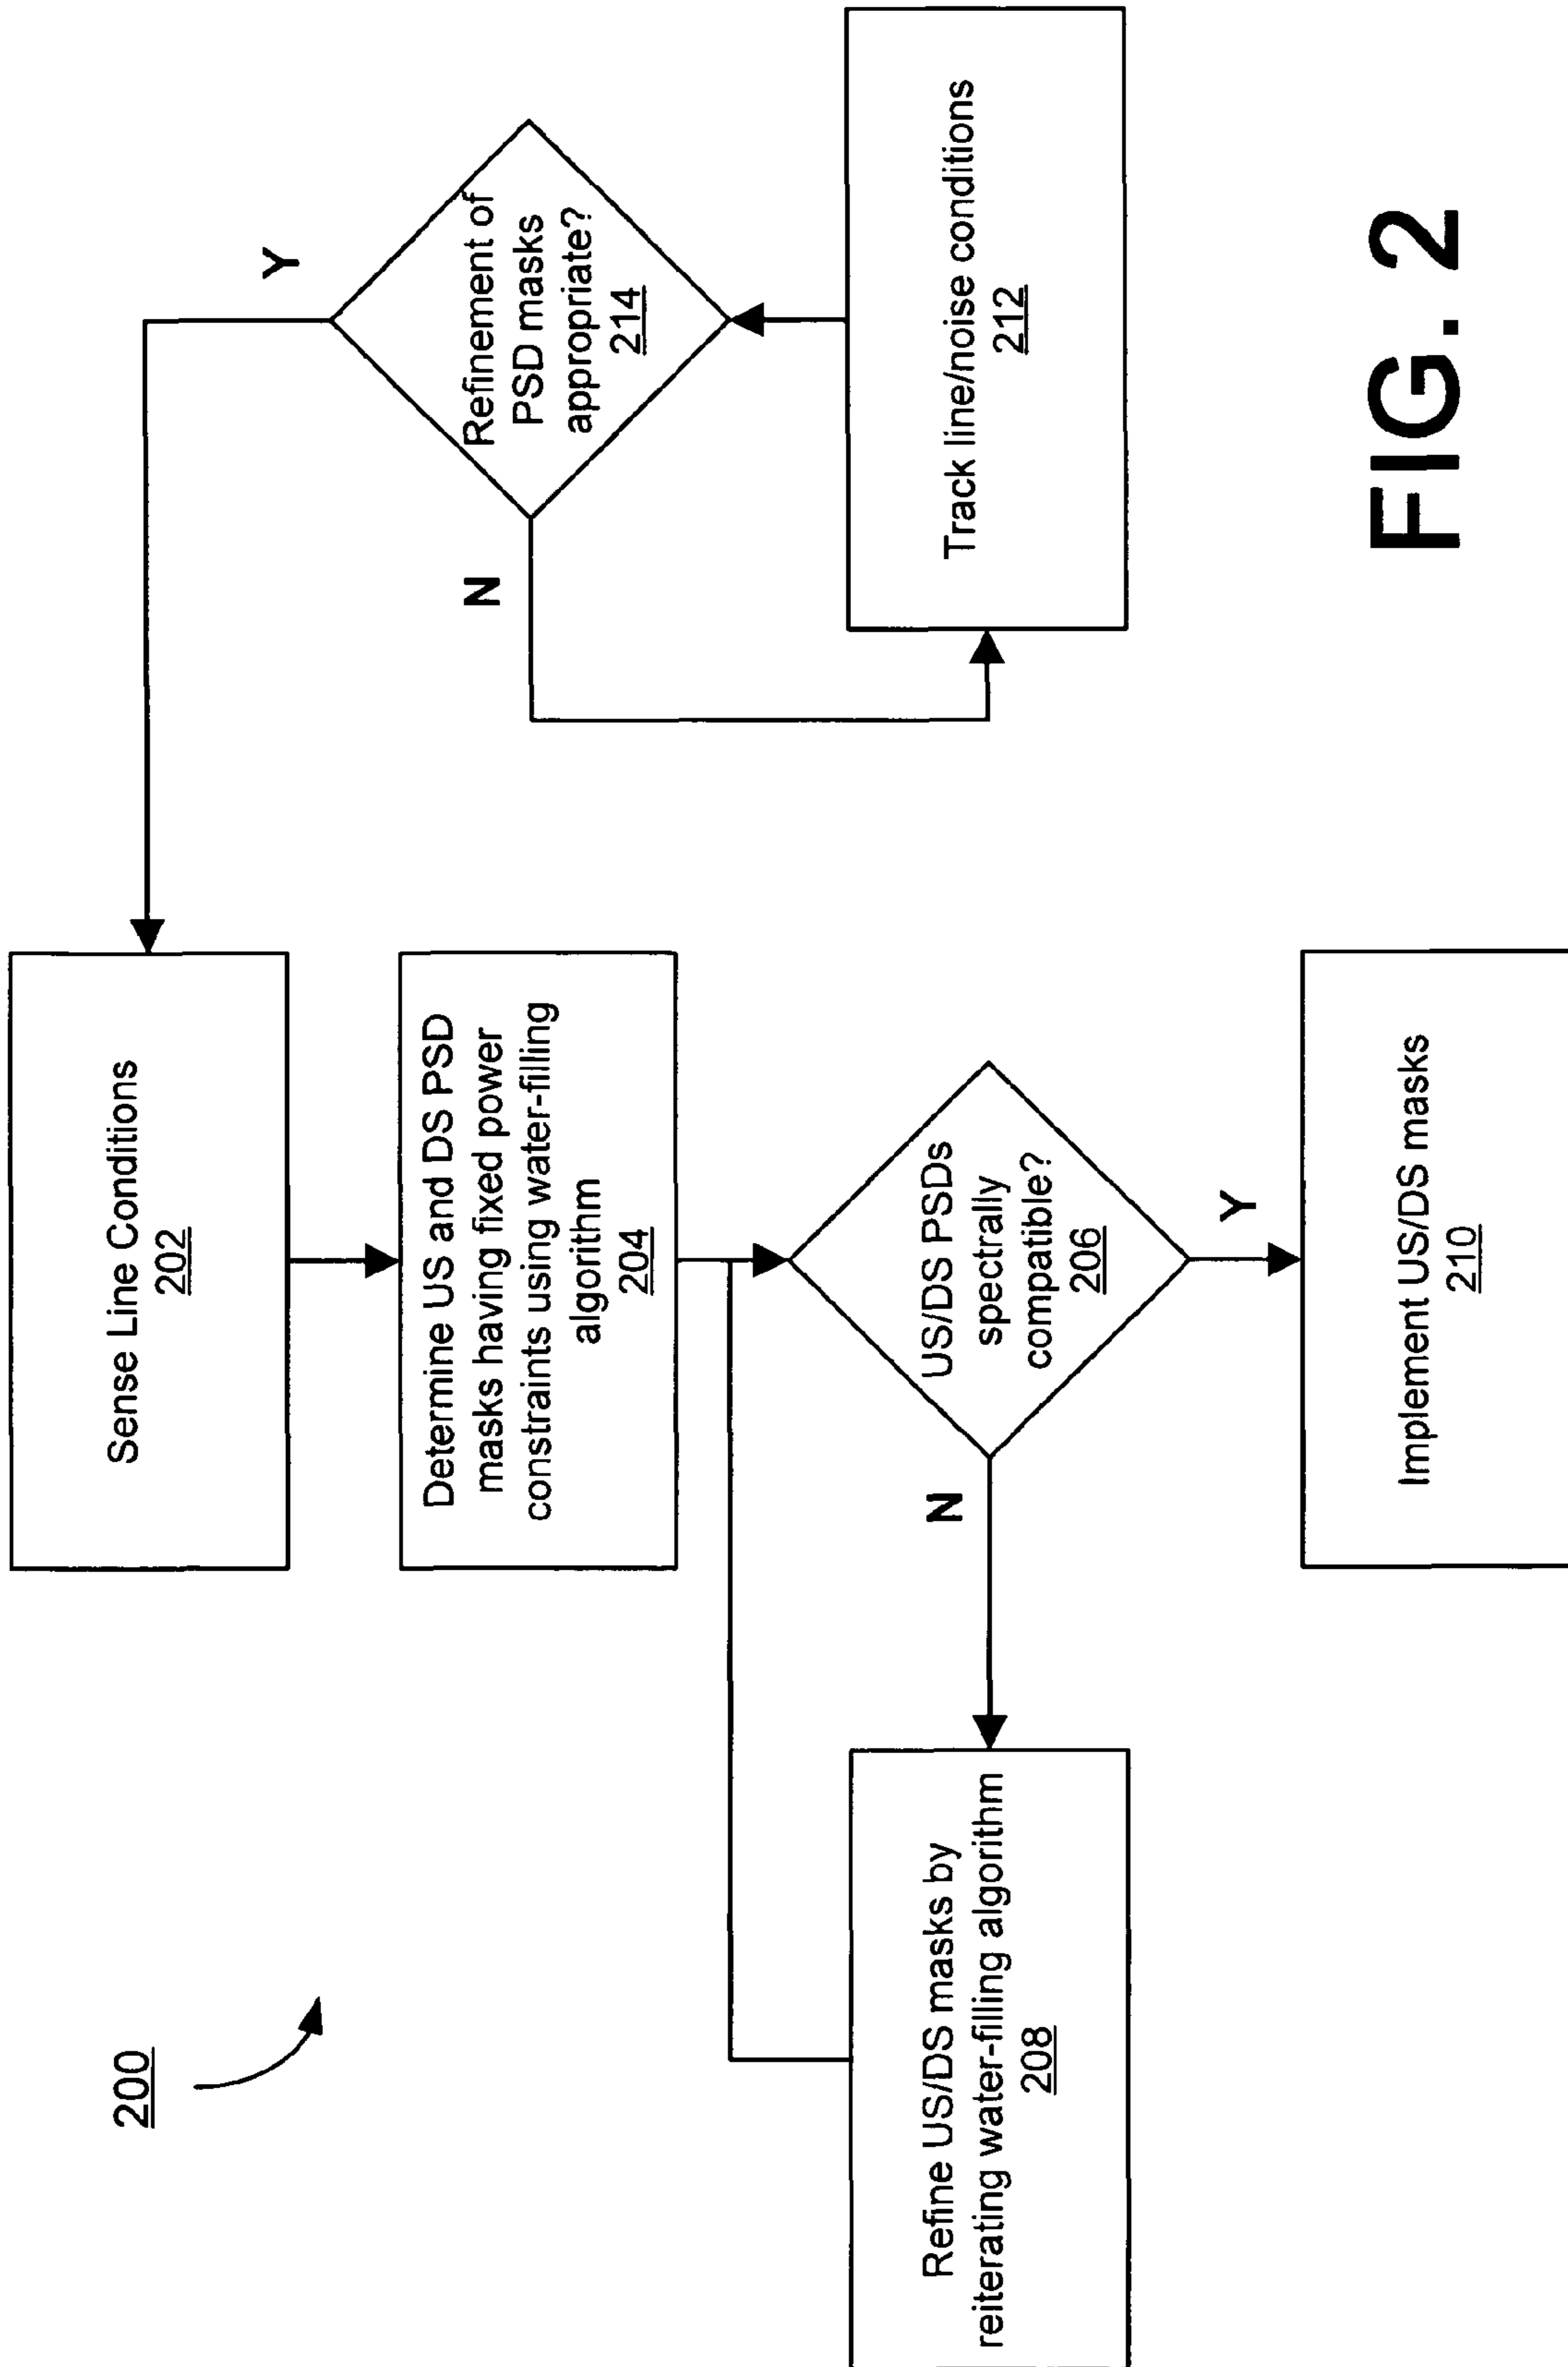 200
Sense Line Conditions
202
Determine US and DS PSD
masks having fixed power
constraints using water-filling
algorithm
204
US/DS PSDs
spectrally
compatible?
206
N
Y
Refine US/DS masks by
reiterating water-filling algorithm
208
Implement US/DS masks
210
Track line/noise conditions
212
Refinement of
PSD masks
appropriate?
214
N
Y
FIG. 2